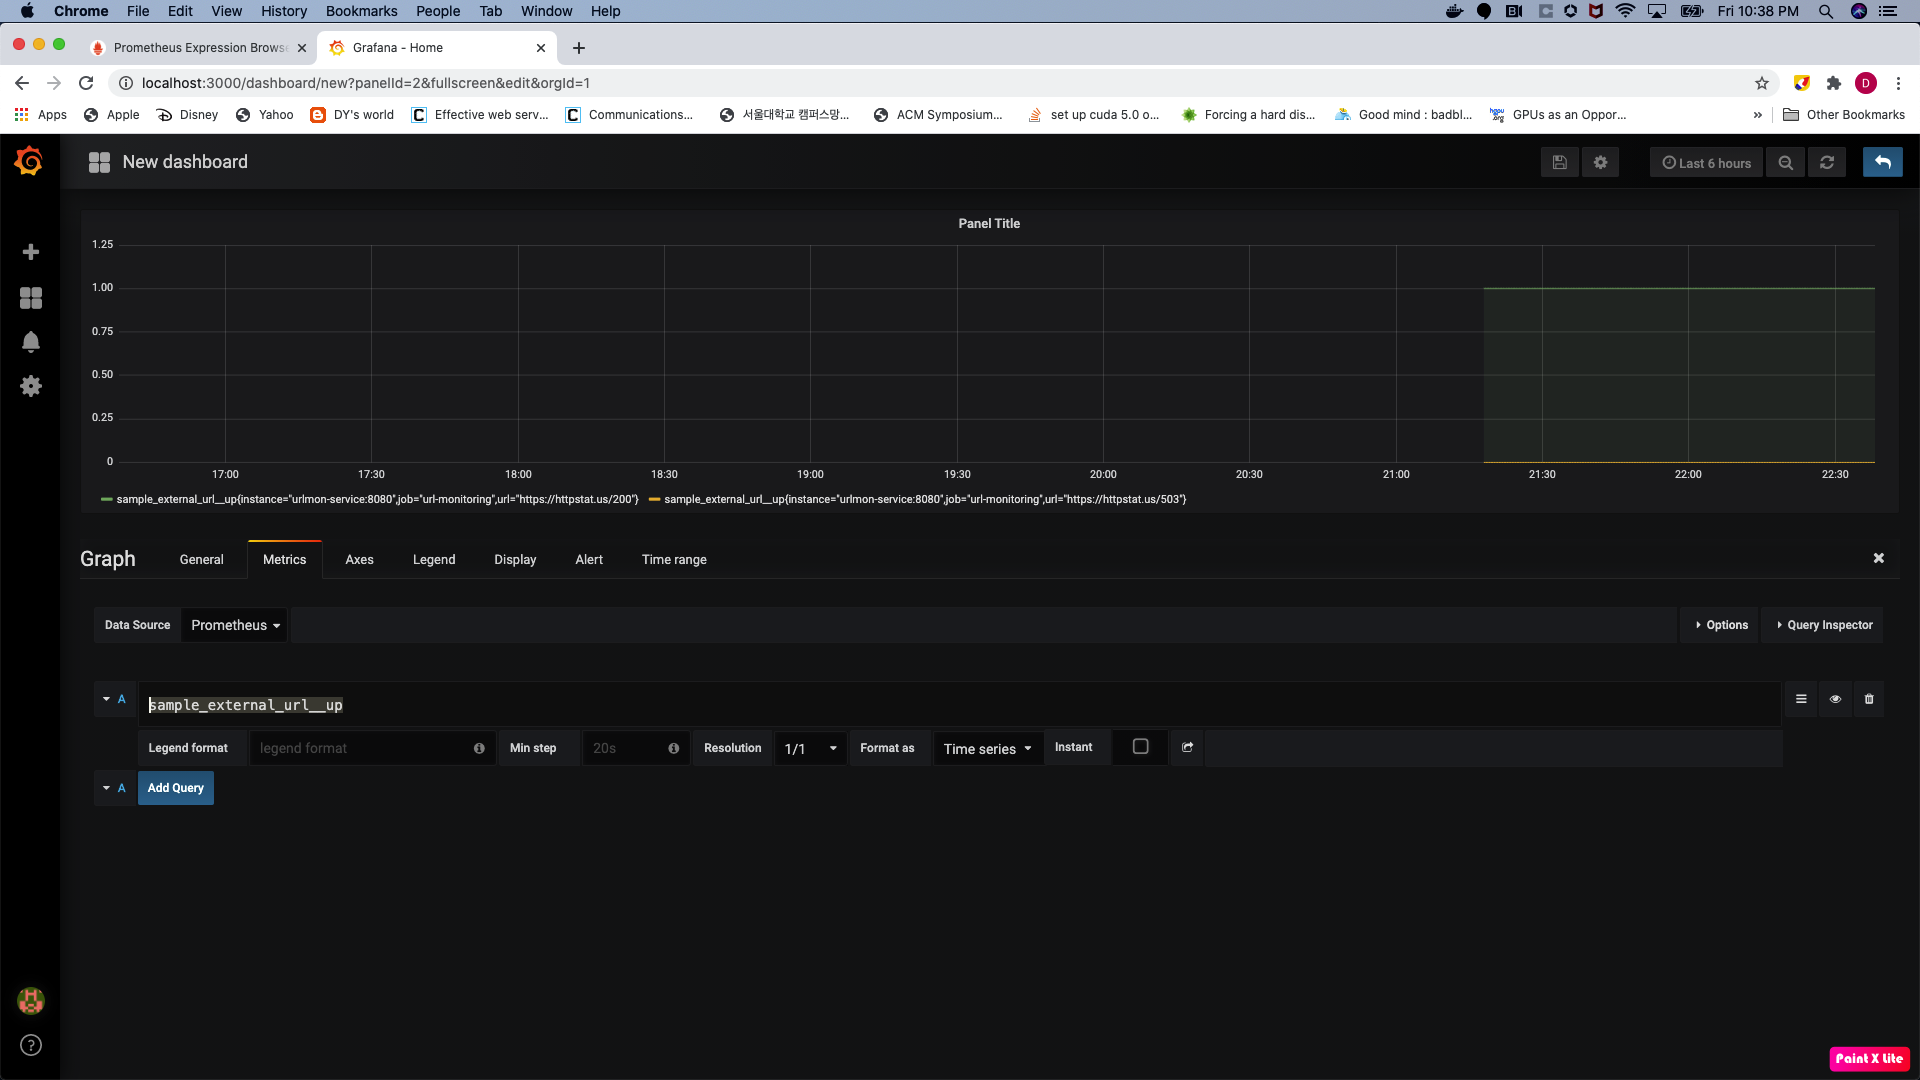 Chrome File Edit View History Bookmarks People Tab Window Help Fri 10:38 PM
Prometheus Expression Browse Grafana - Home
localhost:3000/dashboard/new?panelId=2&fullscreen&edit&orgId=1 D
Apps Apple Disney Yahoo DY's world Effective web serv... Communications... 서울대학교 캠퍼스망... ACM Symposium... set up cuda 5.0 o... Forcing a hard dis... Good mind : badbl... GPUs as an Oppor... » Other Bookmarks
New dashboard Last 6 hours
Panel Title
1.25
1.00
0.75
0.50
0.25
0
17:00 17:30 18:00 18:30 19:00 19:30 20:00 20:30 21:00 21:30 22:00 22:30
sample_external_url__up{instance="urlmon-service:8080",job="url-monitoring",url="https://httpstat.us/200"} sample_external_url__up{instance="urlmon-service:8080",job="url-monitoring",url="https://httpstat.us/503"}
Graph General Metrics Axes Legend Display Alert Time range
Data Source Prometheus Options Query Inspector
A sample_external_url__up
Legend format legend format Min step 20s Resolution 1/1 Format as Time series Instant
A Add Query
Paint X Lite